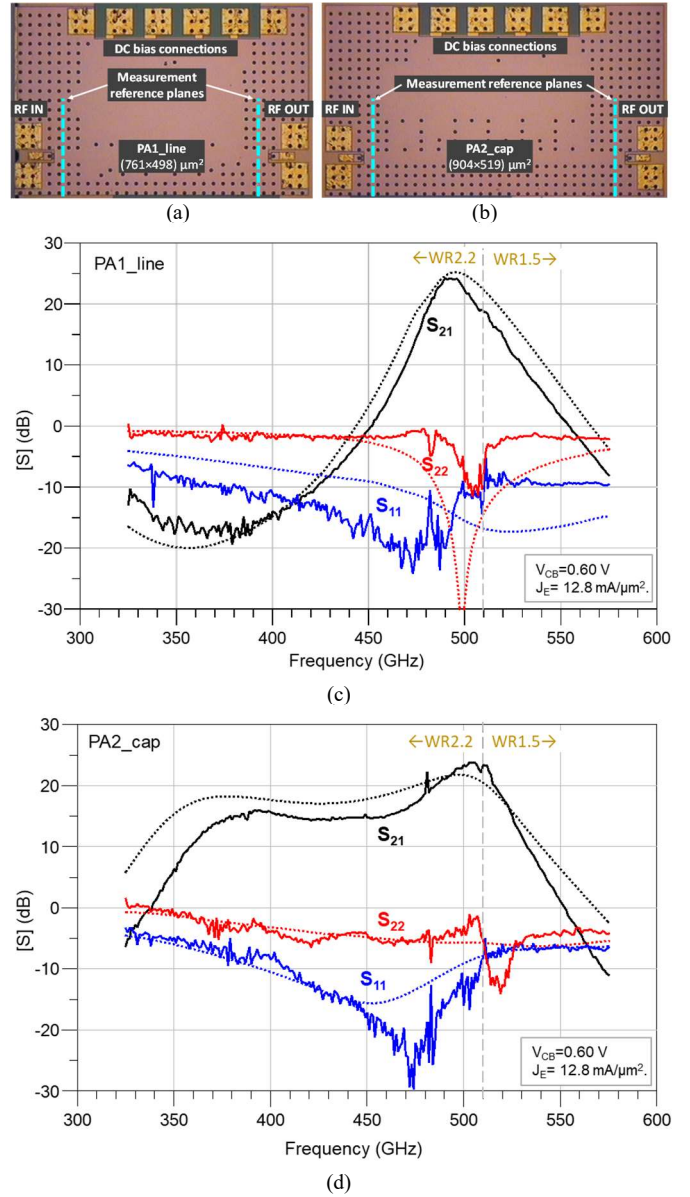 DC bias connections
Measurement
reference planes
RF IN
RF OUT
PA1_line
(761×498) µm²
(a)
DC bias connections
Measurement reference planes
RF IN
RF OUT
PA2_cap
(904×519) µm²
(b)
30
20
10
0
-10
-20
-30
[S] (dB)
PA1_line
←WR2.2
WR1.5→
S21
S22
S11
VCB=0.60 V
JE= 12.8 mA/µm².
300
350
400
450
500
550
600
Frequency (GHz)
(c)
30
20
10
0
-10
-20
-30
[S] (dB)
PA2_cap
←WR2.2
WR1.5→
S21
S22
S11
VCB=0.60 V
JE= 12.8 mA/µm².
300
350
400
450
500
550
600
Frequency (GHz)
(d)